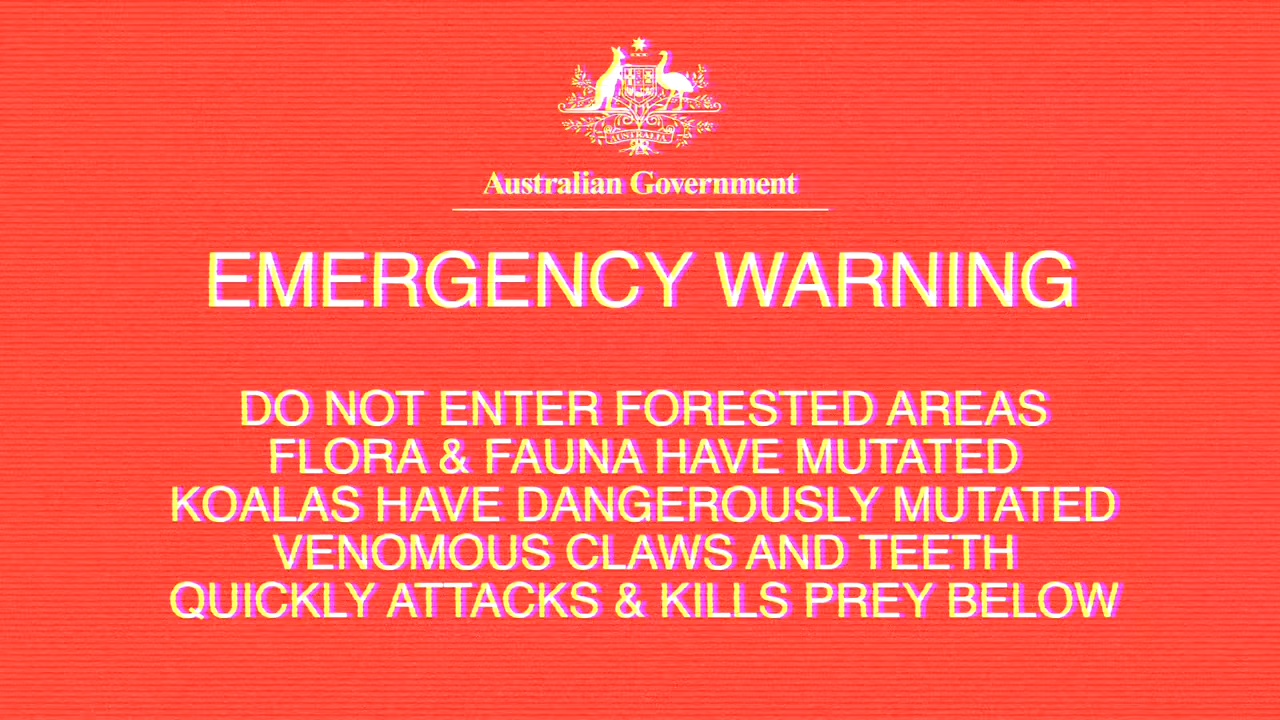 AUSTRALIA
Australian Government
EMERGENCY WARNING
DO NOT ENTER FORESTED AREAS
FLORA & FAUNA HAVE MUTATED
KOALAS HAVE DANGEROUSLY MUTATED
VENOMOUS CLAWS AND TEETH
QUICKLY ATTACKS & KILLS PREY BELOW